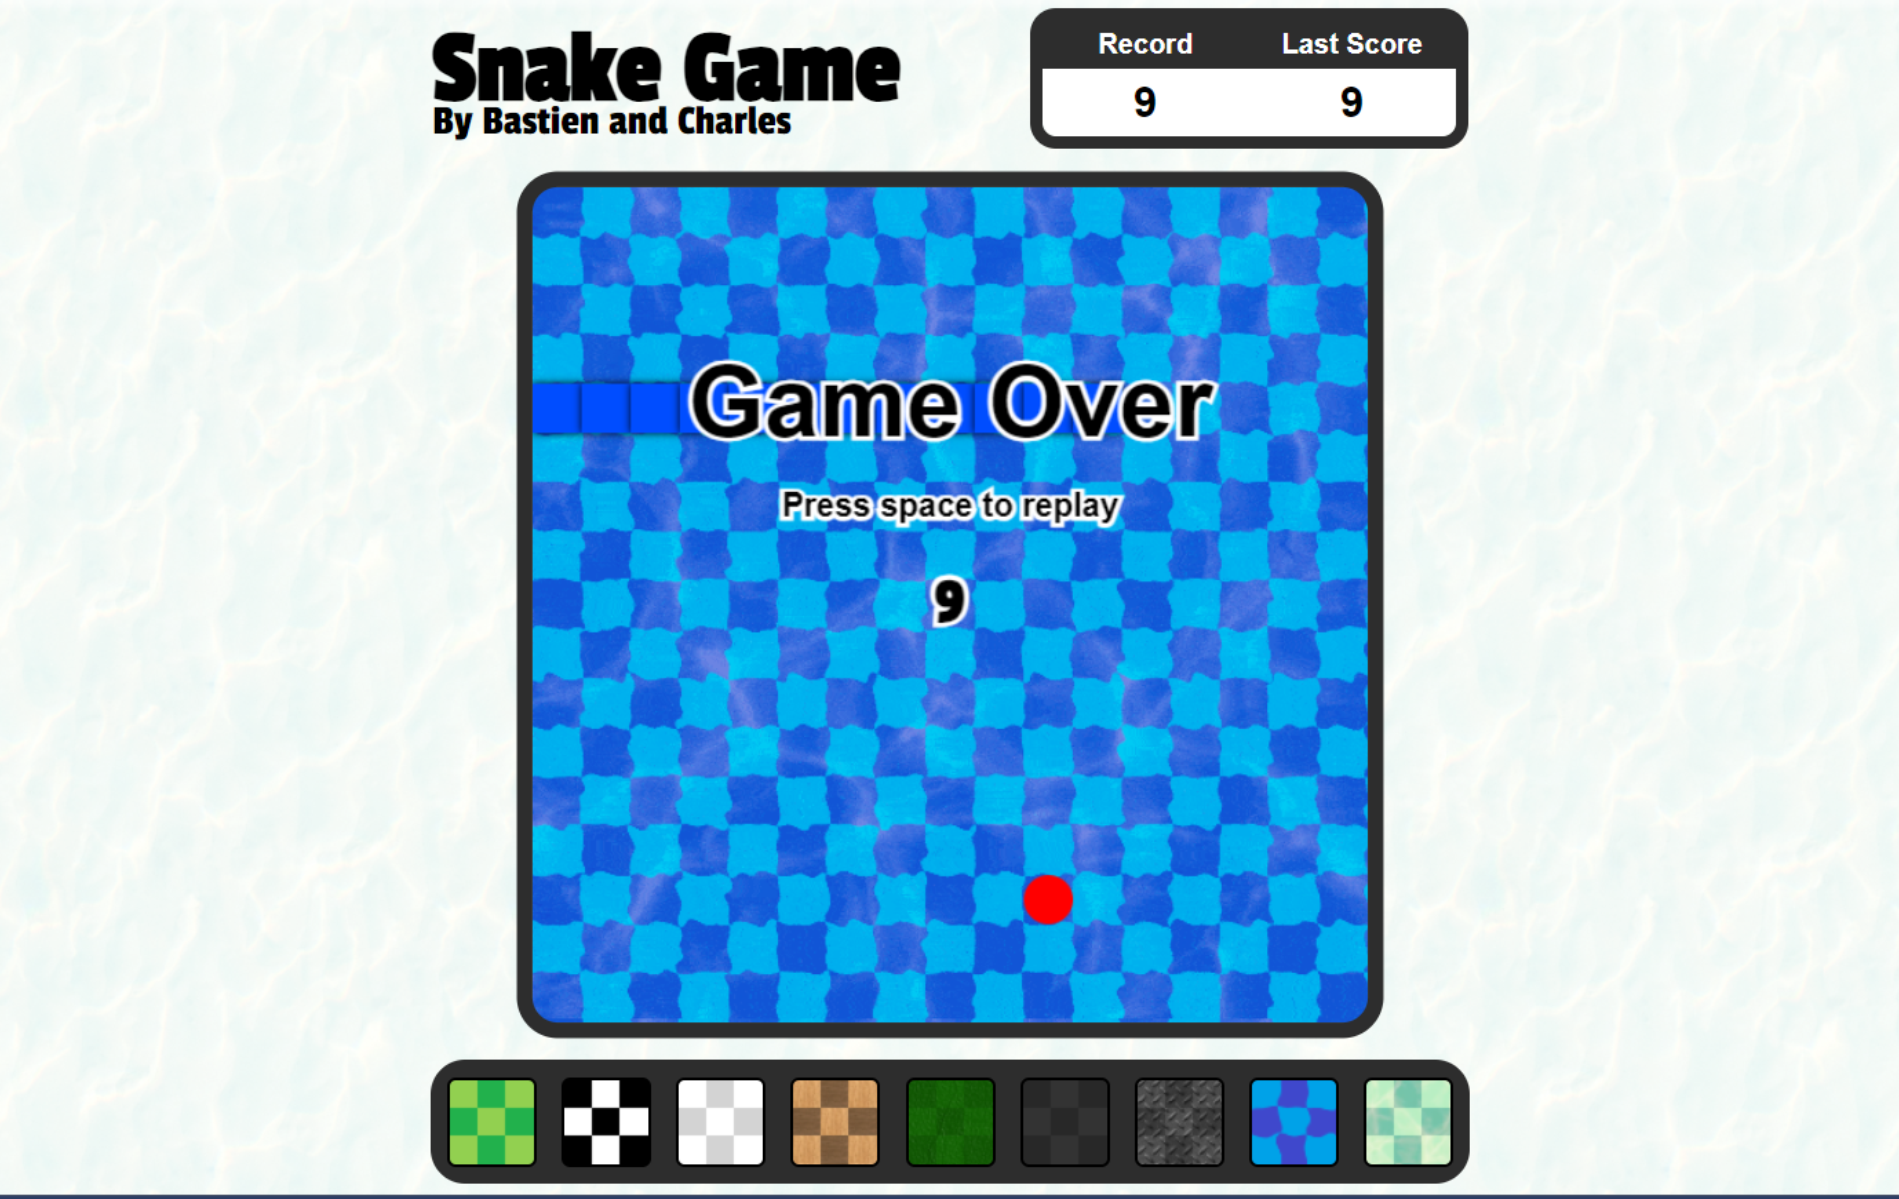 Snake Game
By Bastien and Charles
Record Last Score
9 9
Game Over
Press space to replay
9